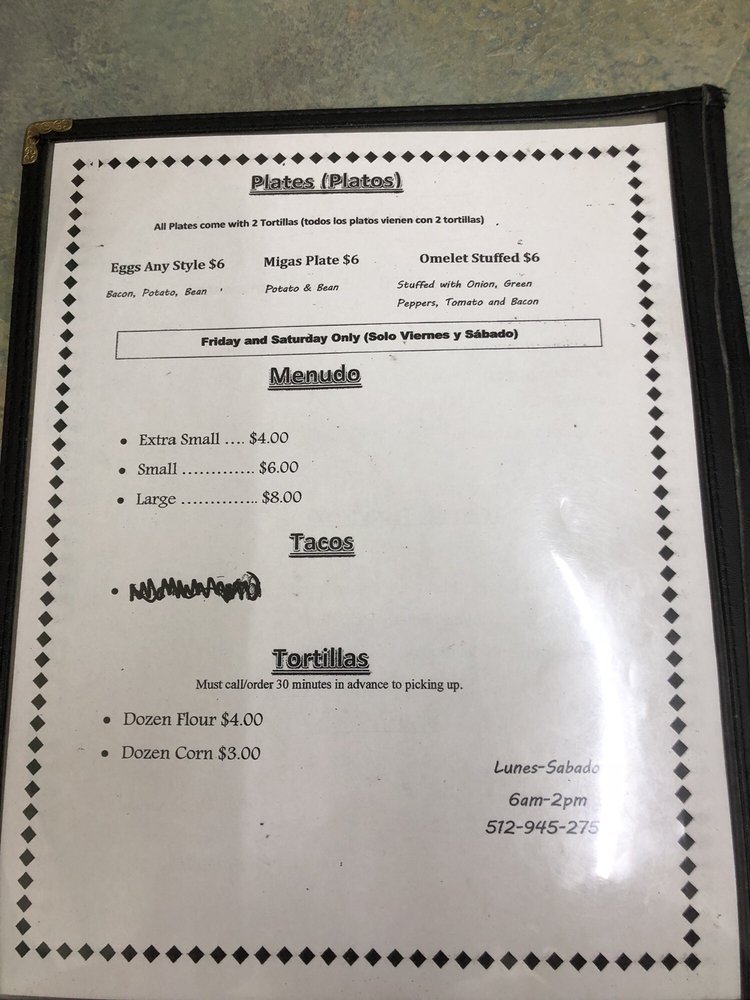 Plates (Platos)
All Plates come with 2 Tortillas (todos los platos vienen con 2 tortillas)
Eggs Any Style $6
Bacon, Potato, Bean
Migas Plate $6
Potato & Bean
Omelet Stuffed $6
Stuffed with Onion, Green
Peppers, Tomato and Bacon
Friday and Saturday Only (Solo Viernes y Sábado)
Menudo
• Extra Small .... $4.00
• Small ............. $6.00
• Large .............. $8.00
Tacos
Tortillas
Must call/order 30 minutes in advance to picking up.
• Dozen Flour $4.00
• Dozen Corn $3.00
Lunes-Sabado
6am-2pm
512-945-275